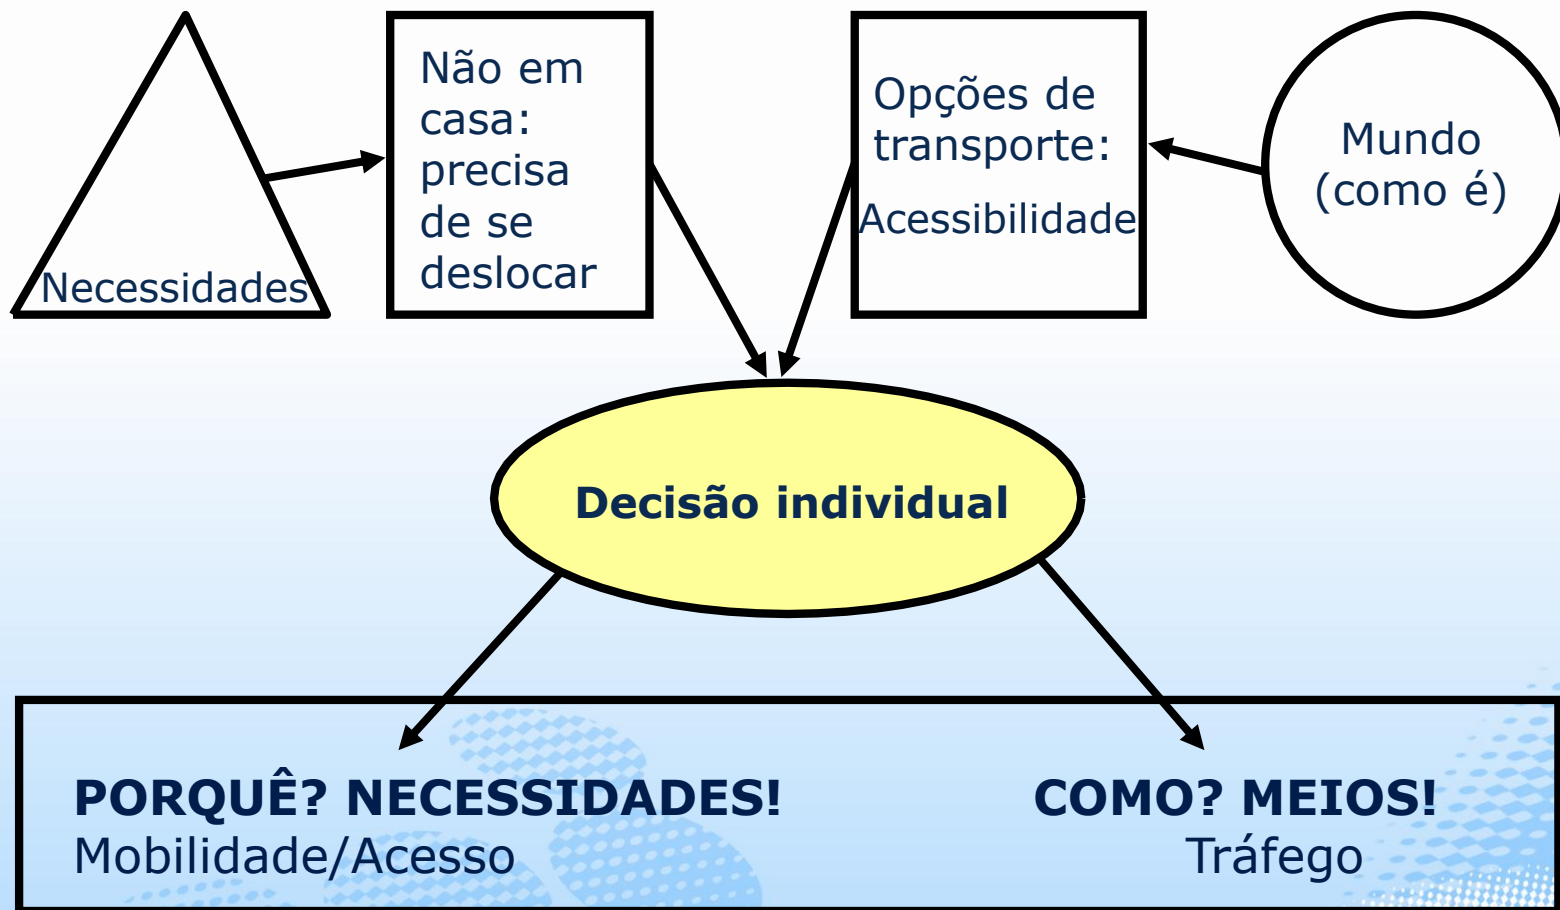 Necessidades
Não em
casa:
precisa
de se
deslocar
Opções de
transporte:
Acessibilidade
Mundo
(como é)
Decisão individual
PORQUÊ? NECESSIDADES!
Mobilidade/Acesso
COMO? MEIOS!
Tráfego